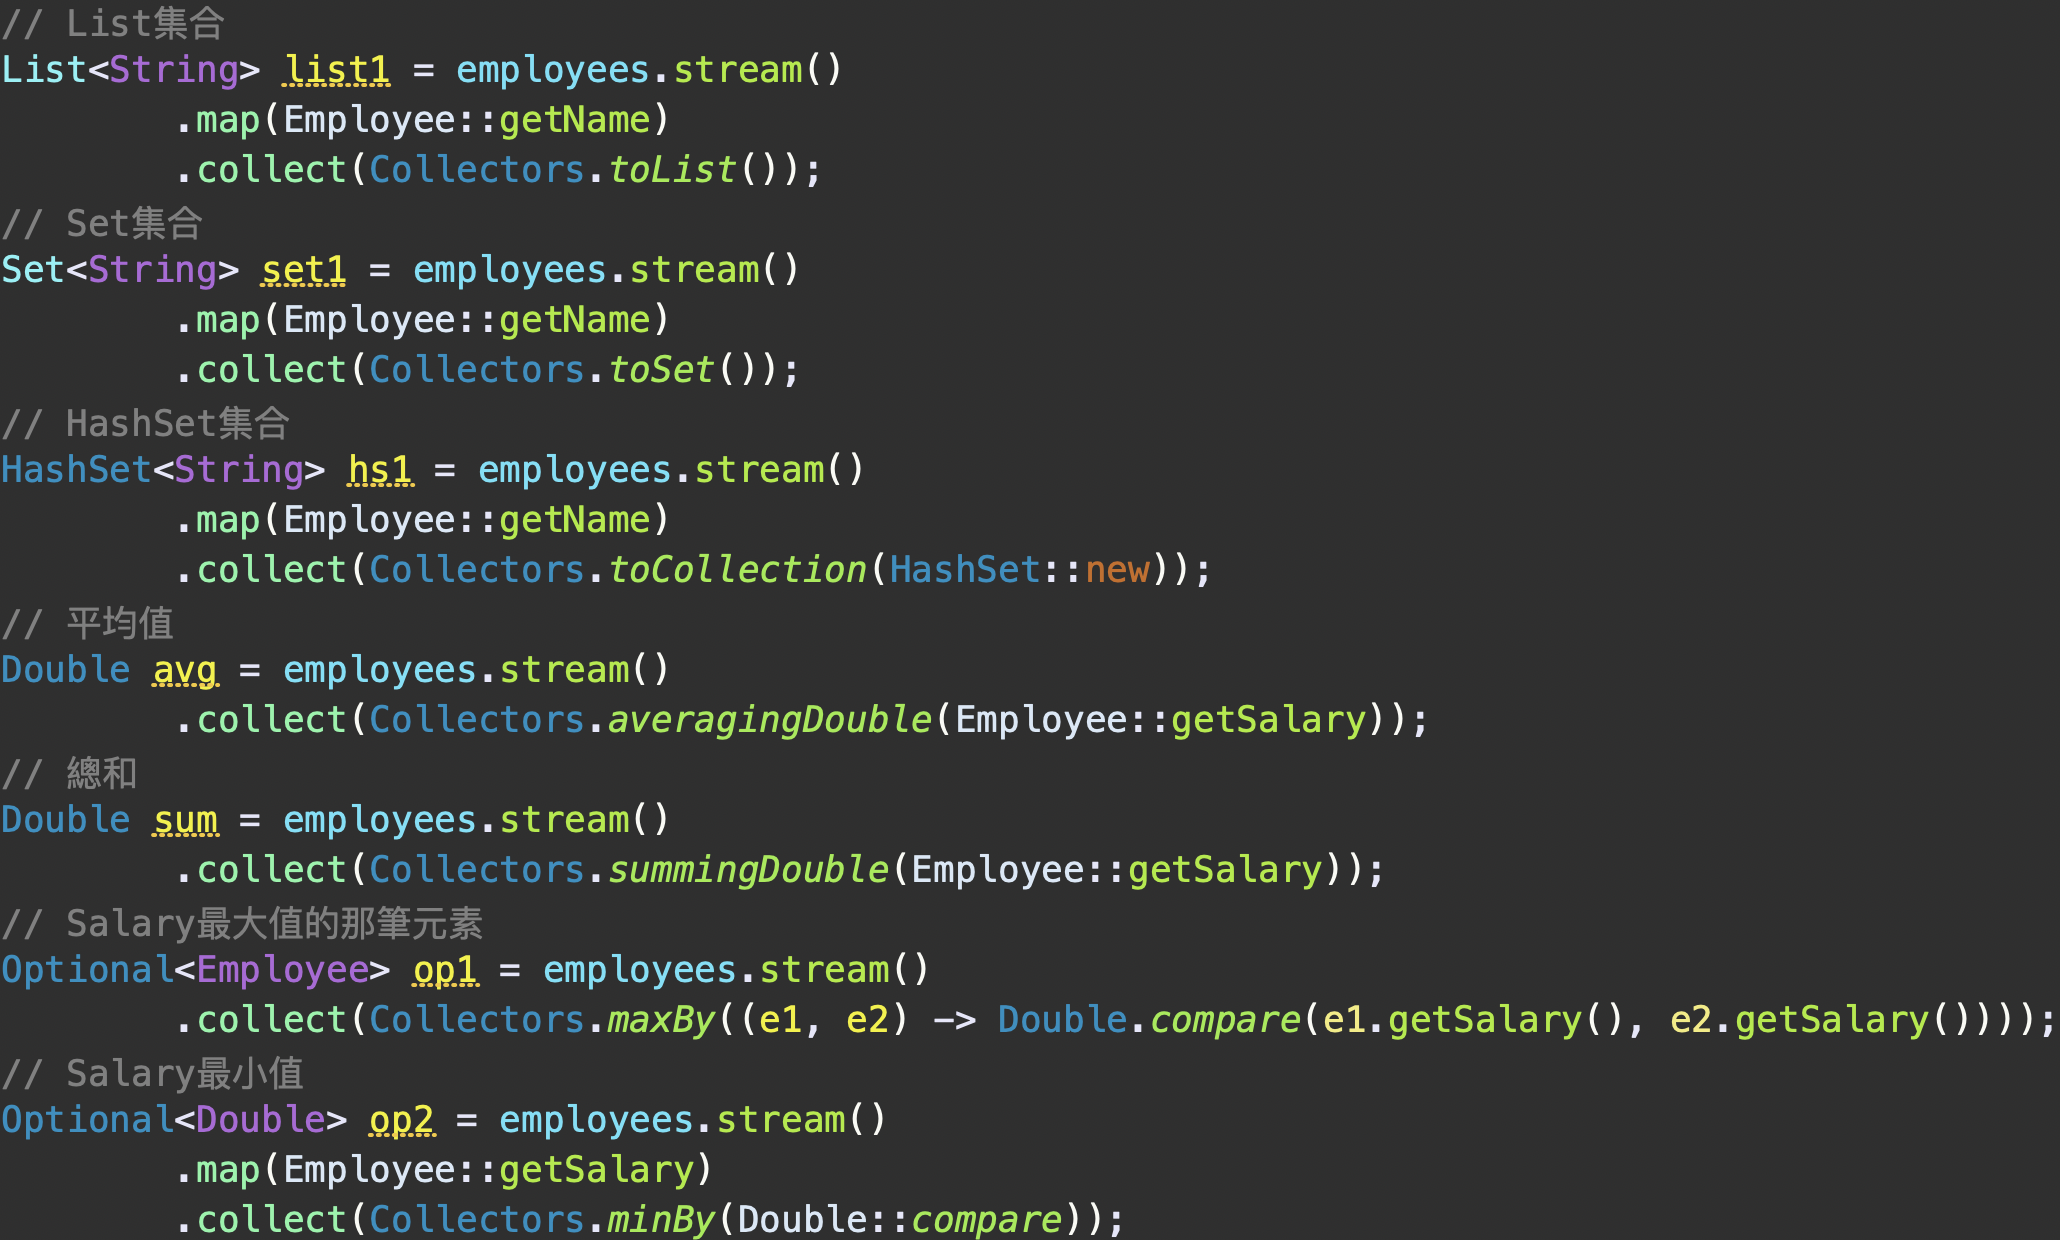 // List集合
List<String> list1 = employees.stream()
        .map(Employee::getName)
        .collect(Collectors.toList());
// Set集合
Set<String> set1 = employees.stream()
        .map(Employee::getName)
        .collect(Collectors.toSet());
// HashSet集合
HashSet<String> hs1 = employees.stream()
        .map(Employee::getName)
        .collect(Collectors.toCollection(HashSet::new));
// 平均值
Double avg = employees.stream()
        .collect(Collectors.averagingDouble(Employee::getSalary));
// 總和
Double sum = employees.stream()
        .collect(Collectors.summingDouble(Employee::getSalary));
// Salary最大值的那筆元素
Optional<Employee> op1 = employees.stream()
        .collect(Collectors.maxBy((e1, e2) -> Double.compare(e1.getSalary(), e2.getSalary())));
// Salary最小值
Optional<Double> op2 = employees.stream()
        .map(Employee::getSalary)
        .collect(Collectors.minBy(Double::compare));